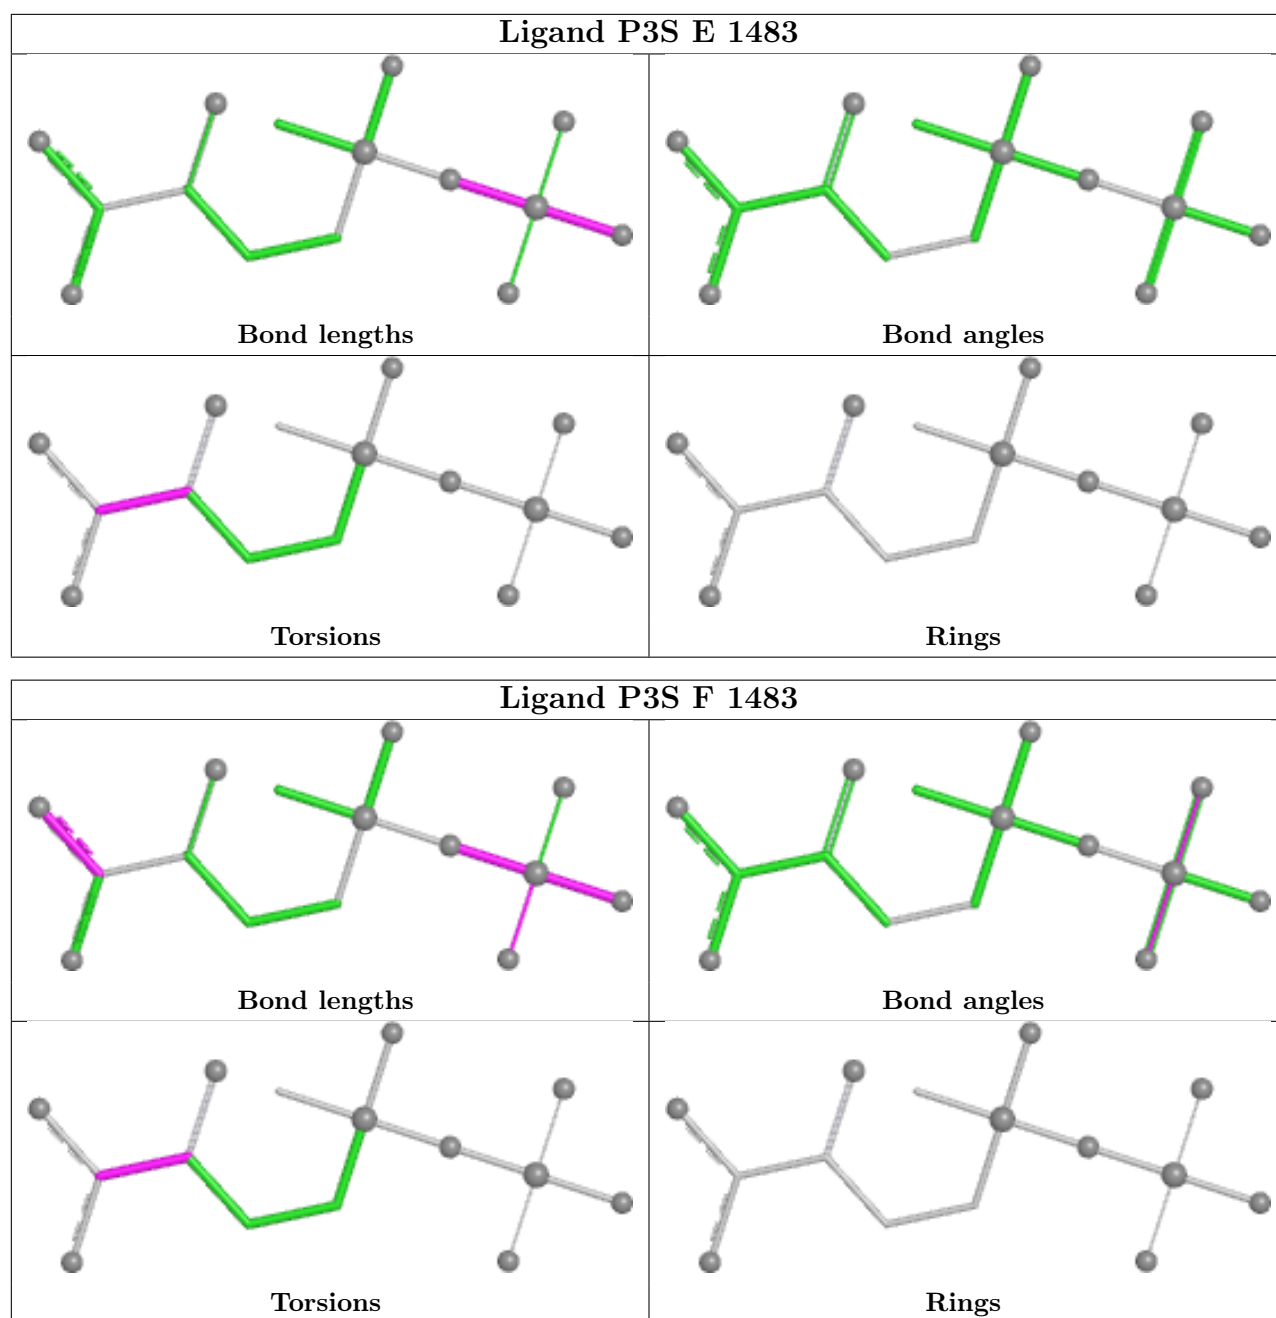 Ligand P3S E 1483
Bond lengths
Bond angles
Torsions
Rings
Ligand P3S F 1483
Bond lengths
Bond angles
Torsions
Rings